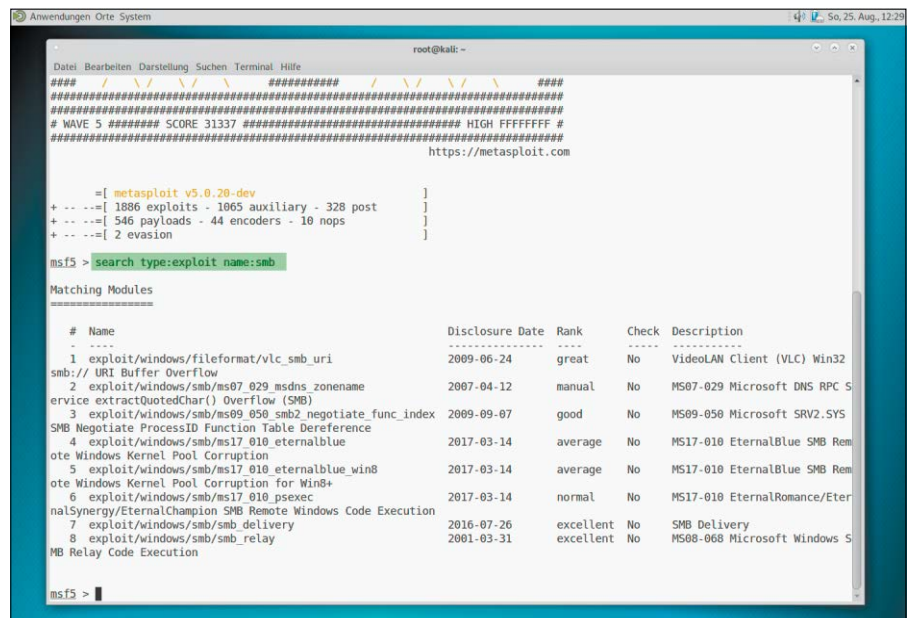 Anwendungen Orte System
So, 25. Aug., 12:29
root@kali: ~
Datei Bearbeiten Darstellung Suchen Terminal Hilfe
####      /     \ /     \ /      \       ###########       /      \ /     \ /      \       ####
################################################################################
################################################################################
# WAVE 5 ######## SCORE 31337 ################################## HIGH FFFFFFFF #
################################################################################
https://metasploit.com
=[ metasploit v5.0.20-dev                          ]
+ -- --=[ 1886 exploits - 1065 auxiliary - 328 post       ]
+ -- --=[ 546 payloads - 44 encoders - 10 nops            ]
+ -- --=[ 2 evasion                                       ]
msf5 > search type:exploit name:smb
Matching Modules
================
#  Name                                                  Disclosure Date  Rank       Check  Description
-  ----                                                  ---------------  ----       -----  -----------
1  exploit/windows/fileformat/vlc_smb_uri                2009-06-24       great      No     VideoLAN Client (VLC) Win32
smb:// URI Buffer Overflow
2  exploit/windows/smb/ms07_029_msdns_zonename           2007-04-12       manual     No     MS07-029 Microsoft DNS RPC S
ervice extractQuotedChar() Overflow (SMB)
3  exploit/windows/smb/ms09_050_smb2_negotiate_func_index  2009-09-07       good       No     MS09-050 Microsoft SRV2.SYS
SMB Negotiate ProcessID Function Table Dereference
4  exploit/windows/smb/ms17_010_eternalblue              2017-03-14       average    No     MS17-010 EternalBlue SMB Rem
ote Windows Kernel Pool Corruption
5  exploit/windows/smb/ms17_010_eternalblue_win8         2017-03-14       average    No     MS17-010 EternalBlue SMB Rem
ote Windows Kernel Pool Corruption for Win8+
6  exploit/windows/smb/ms17_010_psexec                   2017-03-14       normal     No     MS17-010 EternalRomance/Eter
nalSynergy/EternalChampion SMB Remote Windows Code Execution
7  exploit/windows/smb/smb_delivery                      2016-07-26       excellent  No     SMB Delivery
8  exploit/windows/smb/smb_relay                         2001-03-31       excellent  No     MS08-068 Microsoft Windows S
MB Relay Code Execution
msf5 >